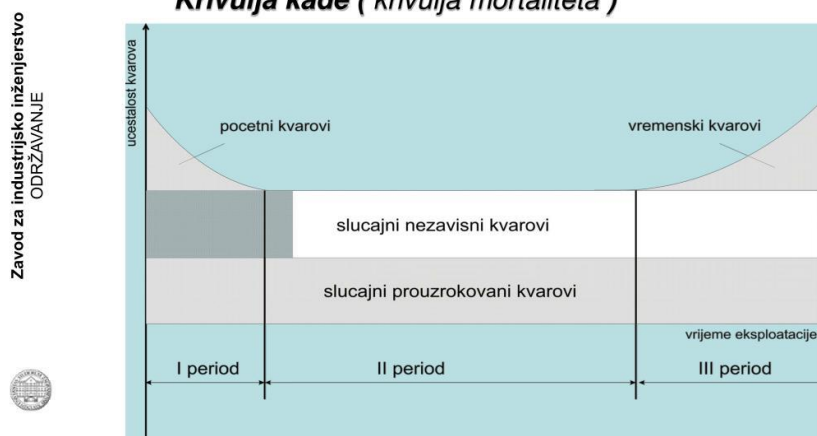 Krivulja kade ( krivulja mortaliteta )
Zavod za industrijsko inženjerstvo
ODRŽAVANJE
ucestalost kvarova
pocetni kvarovi
vremenski kvarovi
slucajni nezavisni kvarovi
slucajni prouzrokovani kvarovi
vrijeme eksploatacije
I period
II period
III period